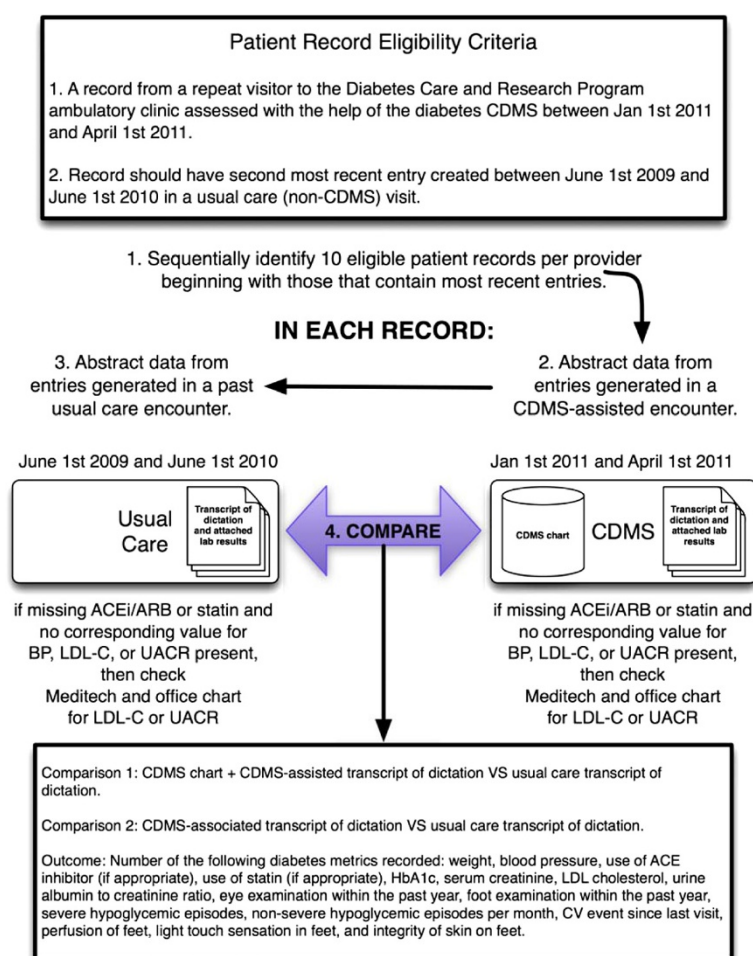 Patient Record Eligibility Criteria
1. A record from a repeat visitor to the Diabetes Care and Research Program
ambulatory clinic assessed with the help of the diabetes CDMS between Jan 1st 2011
and April 1st 2011.
2. Record should have second most recent entry created between June 1st 2009 and
June 1st 2010 in a usual care (non-CDMS) visit.
1. Sequentially identify 10 eligible patient records per provider
beginning with those that contain most recent entries.
IN EACH RECORD:
3. Abstract data from
entries generated in a past
usual care encounter.
2. Abstract data from
entries generated in a
CDMS-assisted encounter.
June 1st 2009 and June 1st 2010
Usual
Care
Transcript of
dictation
and attached
lab results
4. COMPARE
Jan 1st 2011 and April 1st 2011
CDMS chart
CDMS
Transcript of
dictation and
attached lab
results
if missing ACEi/ARB or statin and
no corresponding value for
BP, LDL-C, or UACR present,
then check
Meditech and office chart
for LDL-C or UACR
if missing ACEi/ARB or statin and
no corresponding value for
BP, LDL-C, or UACR present,
then check
Meditech and office chart
for LDL-C or UACR
Comparison 1: CDMS chart + CDMS-assisted transcript of dictation VS usual care transcript of
dictation.
Comparison 2: CDMS-associated transcript of dictation VS usual care transcript of dictation.
Outcome: Number of the following diabetes metrics recorded: weight, blood pressure, use of ACE
inhibitor (if appropriate), use of statin (if appropriate), HbA1c, serum creatinine, LDL cholesterol, urine
albumin to creatinine ratio, eye examination within the past year, foot examination within the past year,
severe hypoglycemic episodes, non-severe hypoglycemic episodes per month, CV event since last visit,
perfusion of feet, light touch sensation in feet, and integrity of skin on feet.